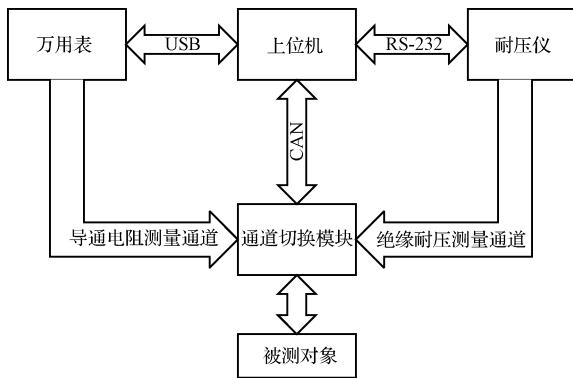 万用表
USB
上位机
RS-232
耐压仪
CAN
导通电阻测量通道
通道切换模块
绝缘耐压测量通道
被测对象